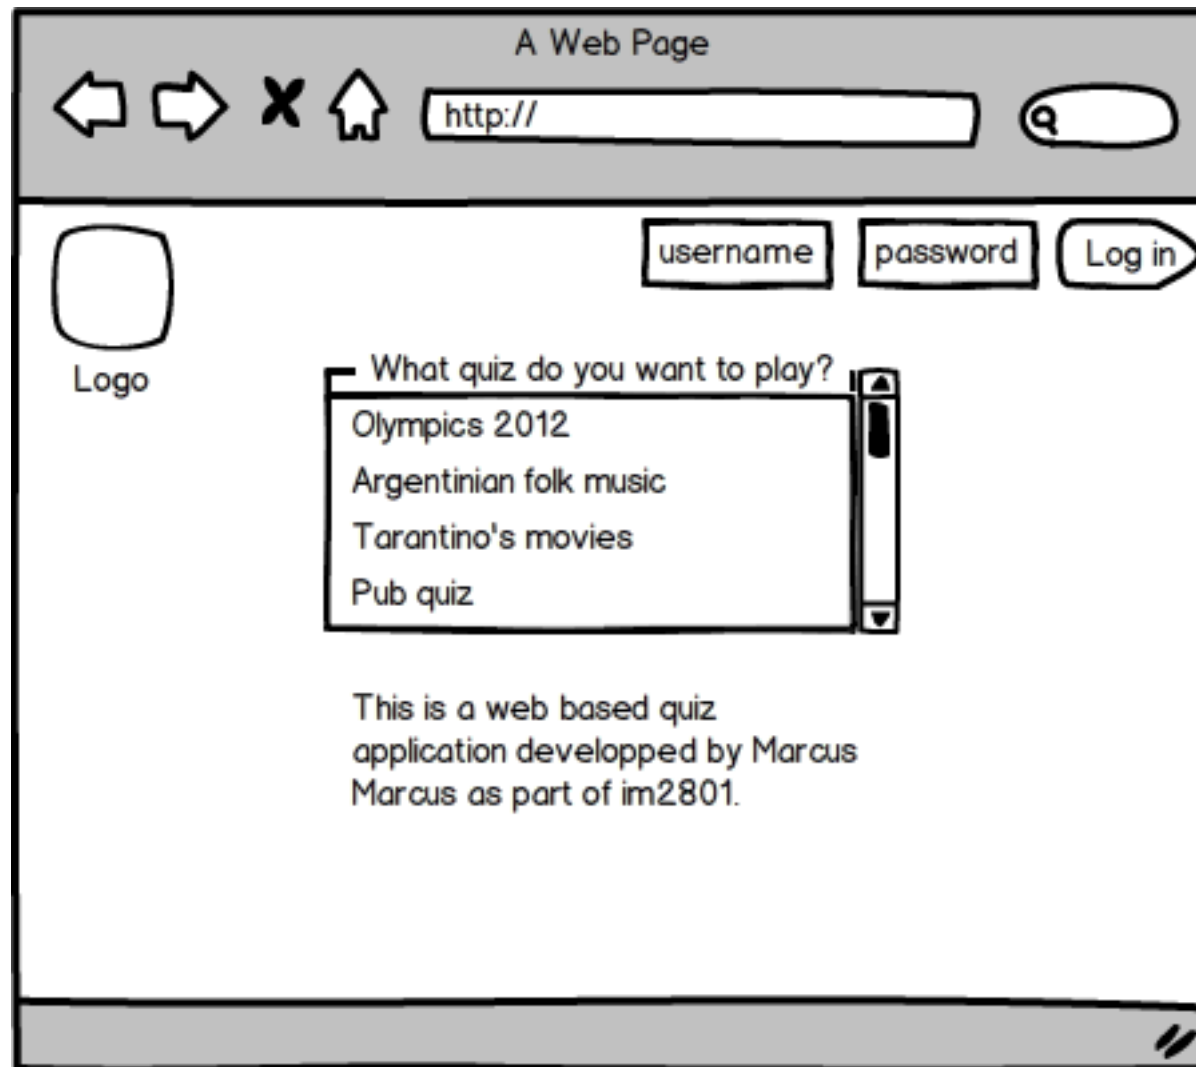 A Web Page
http://
username password Log in
Logo
What quiz do you want to play?
Olympics 2012
Argentinian folk music
Tarantino's movies
Pub quiz
This is a web based quiz
application developped by Marcus
Marcus as part of im2801.